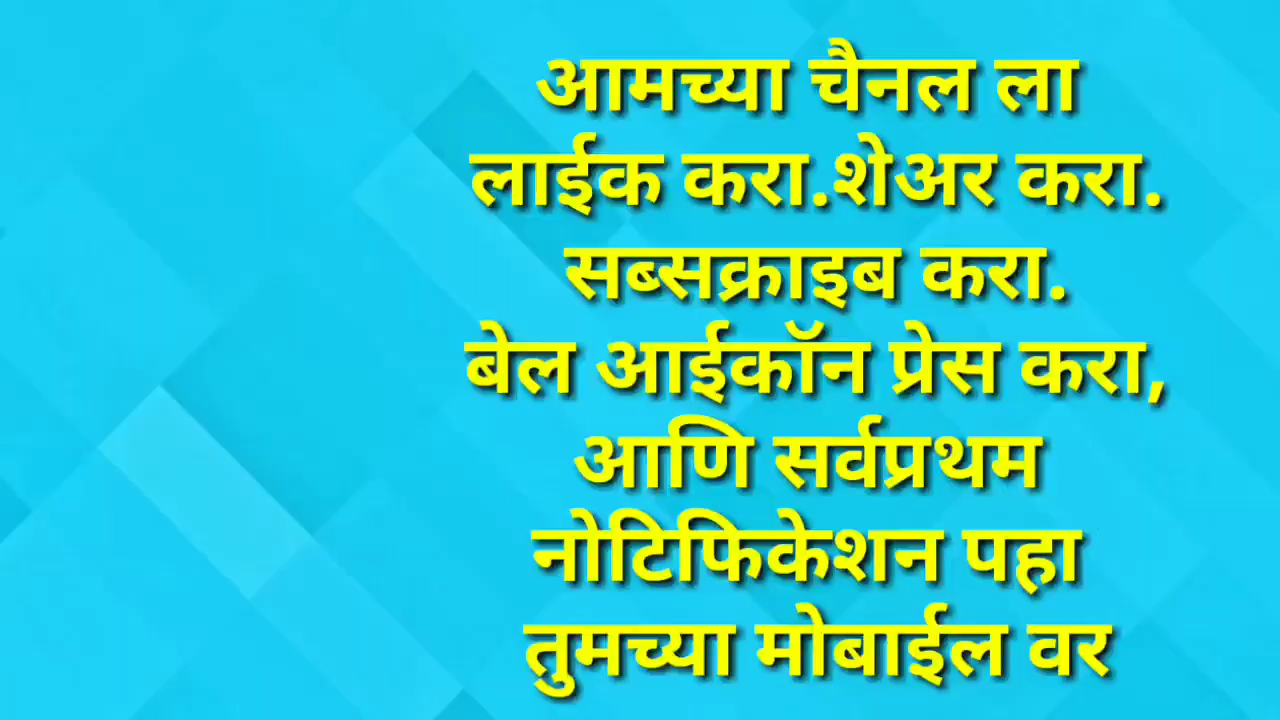 आमच्या चैनल ला
लाईक करा.शेअर करा.
सब्सक्राइब करा.
बेल आईकॉन प्रेस करा,
आणि सर्वप्रथम
नोटिफिकेशन पहा
तुमच्या मोबाईल वर